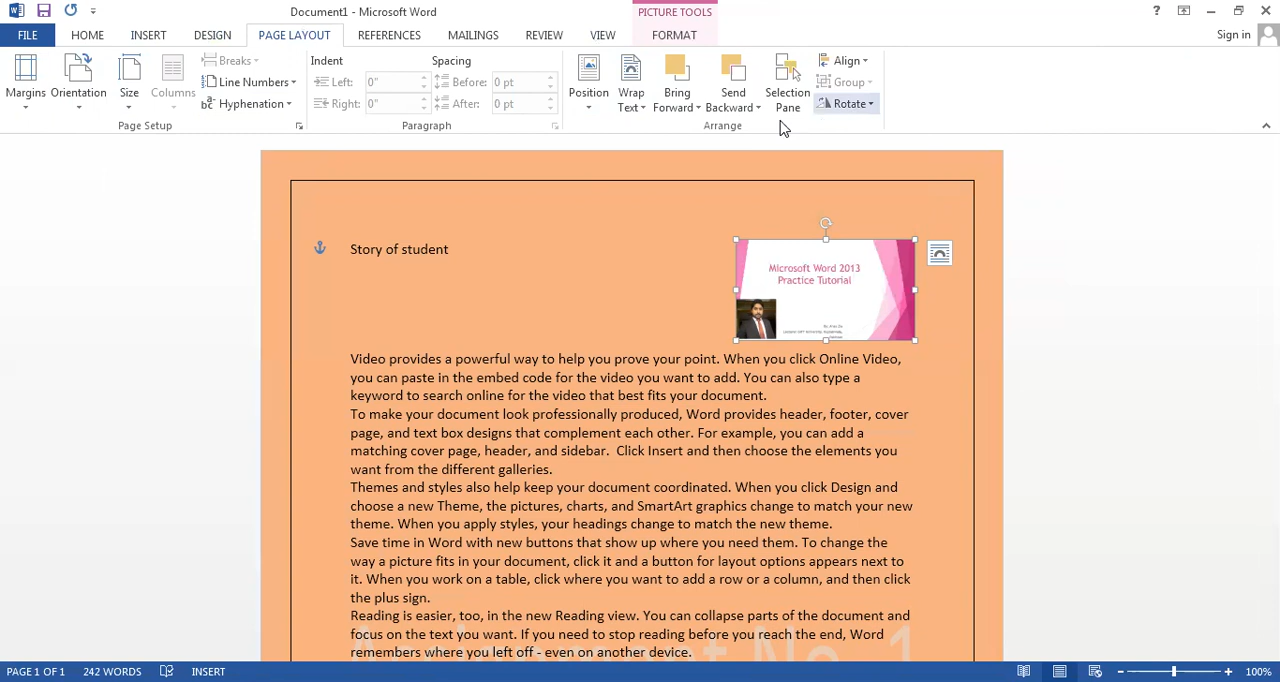 Document1 - Microsoft Word
PICTURE TOOLS
?
FILE
HOME
INSERT
DESIGN
PAGE LAYOUT
REFERENCES
MAILINGS
REVIEW
VIEW
FORMAT
Sign in
Margins
Orientation
Size
Columns
Breaks
Line Numbers
Hyphenation
Page Setup
Indent
Left: 0"
Right: 0"
Spacing
Before: 0 pt
After: 0 pt
Paragraph
Position
Wrap
Text
Bring
Forward
Send
Backward
Selection
Pane
Align
Group
Rotate
Arrange
Story of student
Microsoft Word 2013
Practice Tutorial
Video provides a powerful way to help you prove your point. When you click Online Video,
you can paste in the embed code for the video you want to add. You can also type a
keyword to search online for the video that best fits your document.
To make your document look professionally produced, Word provides header, footer, cover
page, and text box designs that complement each other. For example, you can add a
matching cover page, header, and sidebar.  Click Insert and then choose the elements you
want from the different galleries.
Themes and styles also help keep your document coordinated. When you click Design and
choose a new Theme, the pictures, charts, and SmartArt graphics change to match your new
theme. When you apply styles, your headings change to match the new theme.
Save time in Word with new buttons that show up where you need them. To change the
way a picture fits in your document, click it and a button for layout options appears next to
it. When you work on a table, click where you want to add a row or a column, and then click
the plus sign.
Reading is easier, too, in the new Reading view. You can collapse parts of the document and
focus on the text you want. If you need to stop reading before you reach the end, Word
remembers where you left off - even on another device.
Assignment No. 1
PAGE 1 OF 1
242 WORDS
INSERT
100%